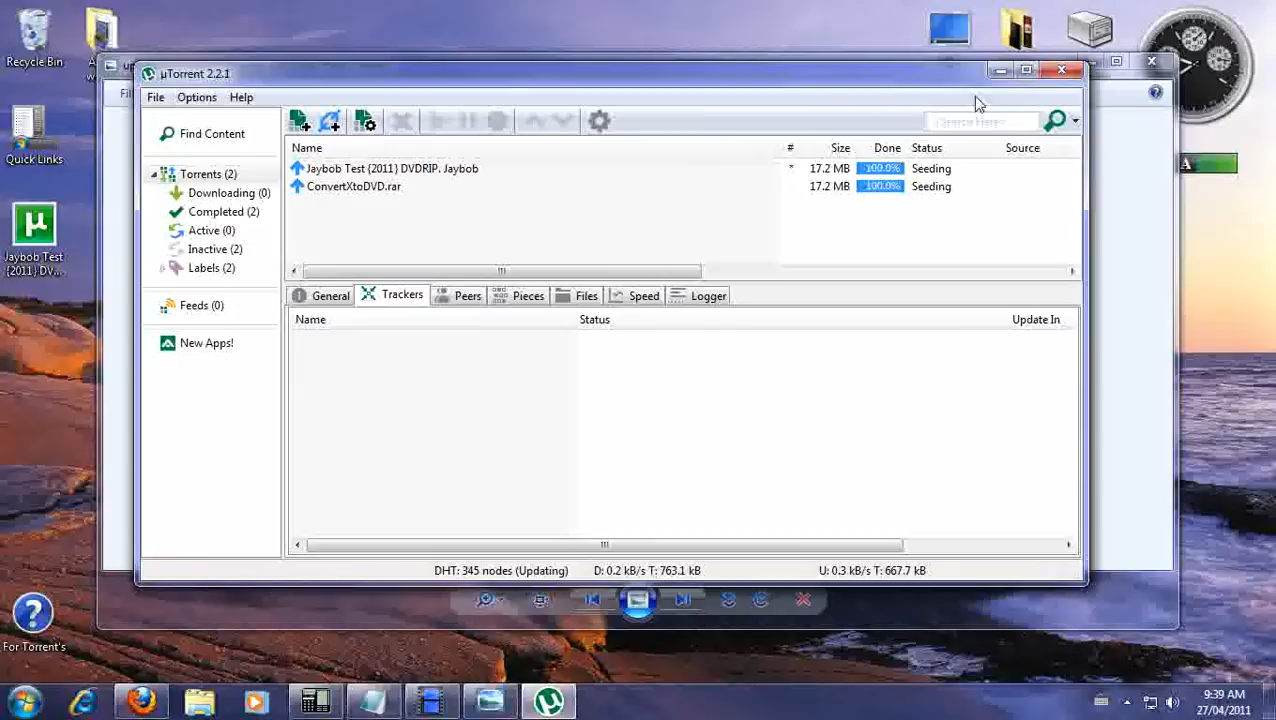 Recycle Bin
Quick Links
Jaybob Test
{2011} DV...
For Torrent's
µTorrent 2.2.1
File Options Help
Find Content
Torrents (2)
Downloading (0)
Completed (2)
Active (0)
Inactive (2)
Labels (2)
Feeds (0)
New Apps!
<Search Here>
Name # Size Done Status Source
Jaybob Test {2011} DVDRIP. Jaybob * 17.2 MB 100.0% Seeding
ConvertXtoDVD.rar 17.2 MB 100.0% Seeding
General Trackers Peers Pieces Files Speed Logger
Name Status Update In
DHT: 345 nodes (Updating) D: 0.2 kB/s T: 763.1 kB U: 0.3 kB/s T: 667.7 kB
A
9:39 AM
27/04/2011